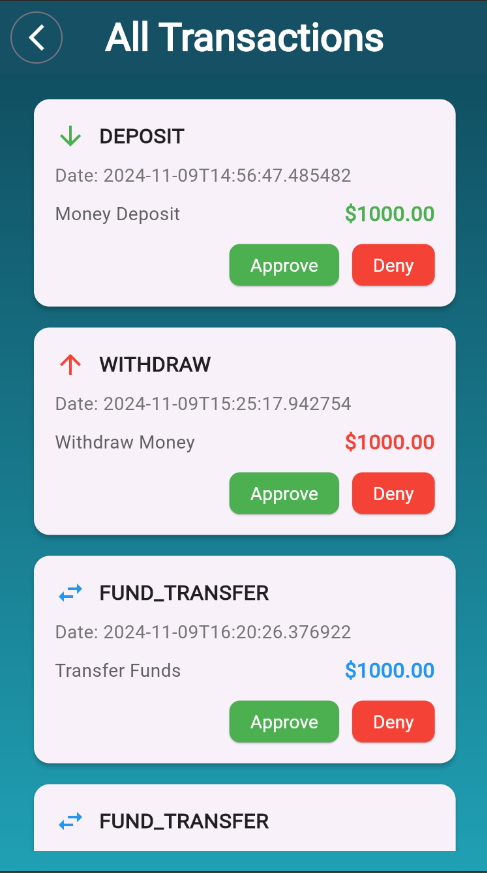 All Transactions
DEPOSIT
Date: 2024-11-09T14:56:47.485482
Money Deposit $1000.00
Approve Deny
WITHDRAW
Date: 2024-11-09T15:25:17.942754
Withdraw Money $1000.00
Approve Deny
FUND_TRANSFER
Date: 2024-11-09T16:20:26.376922
Transfer Funds $1000.00
Approve Deny
FUND_TRANSFER